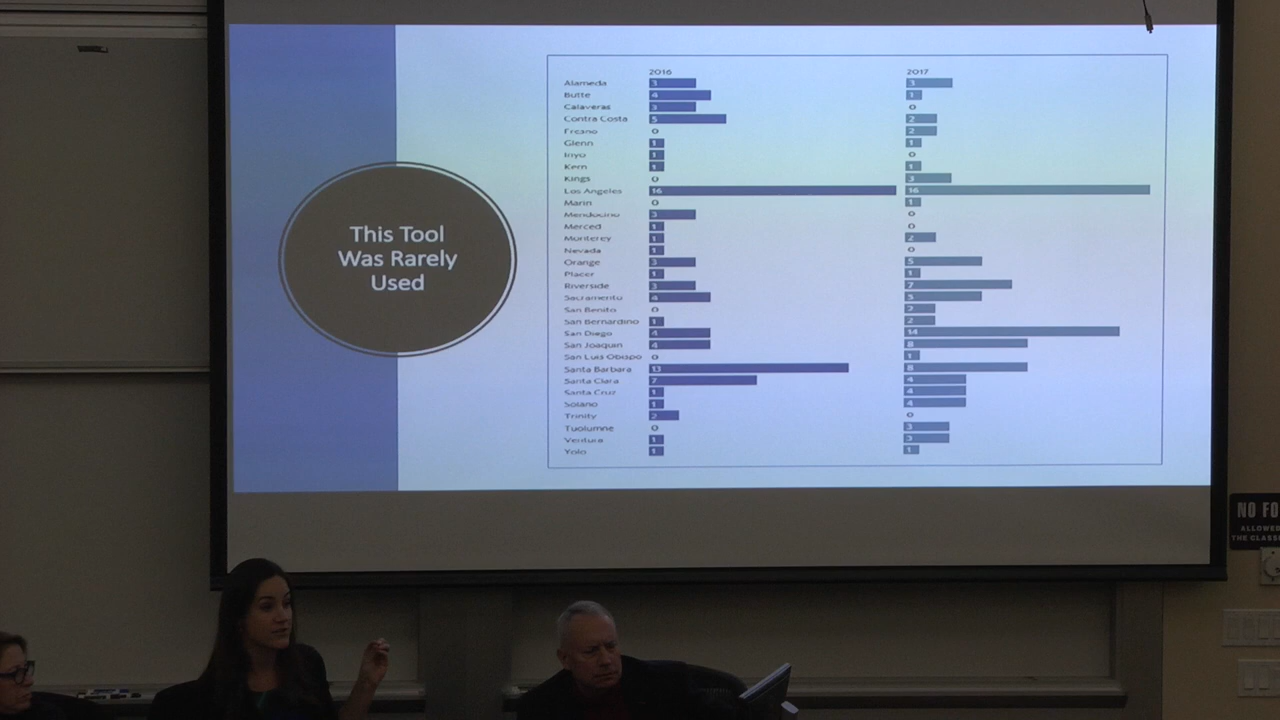 This Tool
Was Rarely
Used
2016 2017
Alameda 3 3
Butte 4 1
Calaveras 3 0
Contra Costa 5 2
Fresno 0 2
Glenn 1 1
Inyo 1 0
Kern 1 1
Kings 0 3
Los Angeles 16 16
Marin 0 1
Mendocino 3 0
Merced 1 0
Monterey 1 2
Nevada 1 0
Orange 3 5
Placer 1 1
Riverside 3 7
Sacramento 4 5
San Benito 0 2
San Bernardino 1 2
San Diego 4 14
San Joaquin 4 8
San Luis Obispo 0 1
Santa Barbara 13 8
Santa Clara 7 4
Santa Cruz 1 4
Solano 1 4
Trinity 2 0
Tuolumne 0 3
Ventura 1 3
Yolo 1 1
NO FO
ALLOWED
THE CLASS